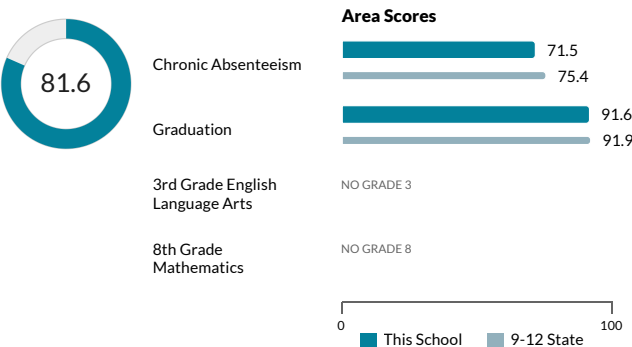 Area Scores
81.6
Chronic Absenteeism
71.5
75.4
Graduation
91.6
91.9
3rd Grade English
Language Arts
NO GRADE 3
8th Grade
Mathematics
NO GRADE 8
0
100
This School
9-12 State